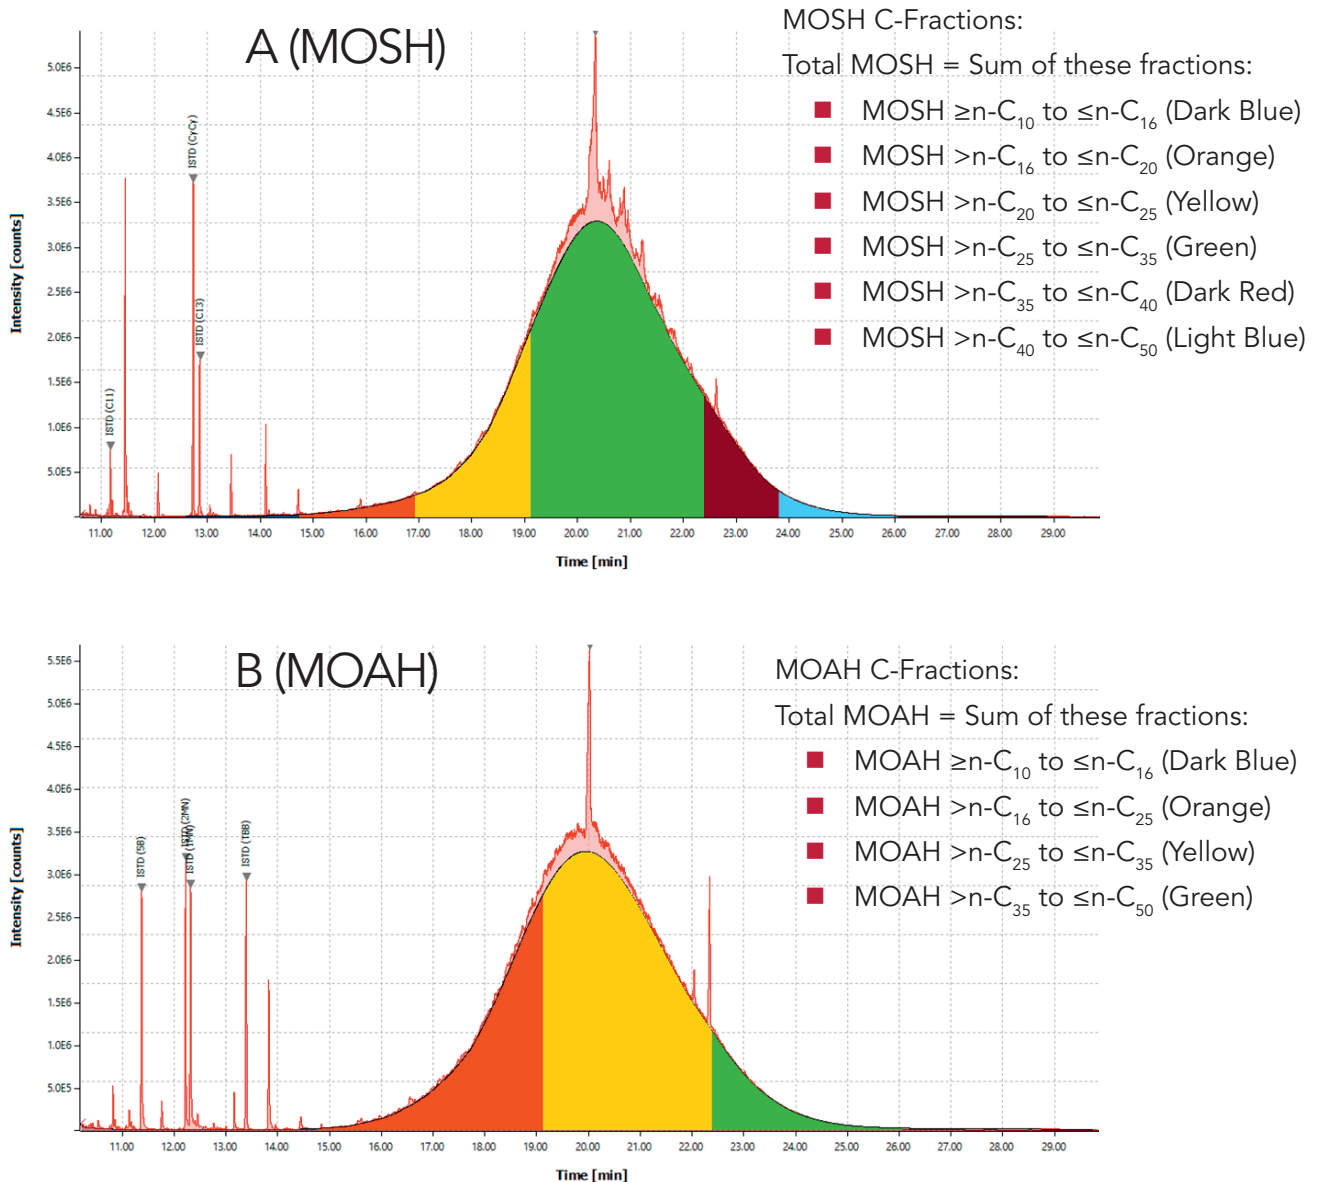 A (MOSH)
MOSH C-Fractions:
Total MOSH = Sum of these fractions:
■ MOSH ≥n-C10 to ≤n-C16 (Dark Blue)
■ MOSH >n-C16 to ≤n-C20 (Orange)
■ MOSH >n-C20 to ≤n-C25 (Yellow)
■ MOSH >n-C25 to ≤n-C35 (Green)
■ MOSH >n-C35 to ≤n-C40 (Dark Red)
■ MOSH >n-C40 to ≤n-C50 (Light Blue)
Intensity [counts]
5.0E6
4.5E6
4.0E6
3.5E6
3.0E6
2.5E6
2.0E6
1.5E6
1.0E6
5.0E5
ISTD (C11)
ISTD (CyCy)
ISTD (C13)
11.00 12.00 13.00 14.00 15.00 16.00 17.00 18.00 19.00 20.00 21.00 22.00 23.00 24.00 25.00 26.00 27.00 28.00 29.00
Time [min]
B (MOAH)
MOAH C-Fractions:
Total MOAH = Sum of these fractions:
■ MOAH ≥n-C10 to ≤n-C16 (Dark Blue)
■ MOAH >n-C16 to ≤n-C25 (Orange)
■ MOAH >n-C25 to ≤n-C35 (Yellow)
■ MOAH >n-C35 to ≤n-C50 (Green)
Intensity [counts]
5.5E6
5.0E6
4.5E6
4.0E6
3.5E6
3.0E6
2.5E6
2.0E6
1.5E6
1.0E6
5.0E5
ISTD (5B)
ISTD (2MN)
ISTD (1MN)
ISTD (TBB)
11.00 12.00 13.00 14.00 15.00 16.00 17.00 18.00 19.00 20.00 21.00 22.00 23.00 24.00 25.00 26.00 27.00 28.00 29.00
Time [min]